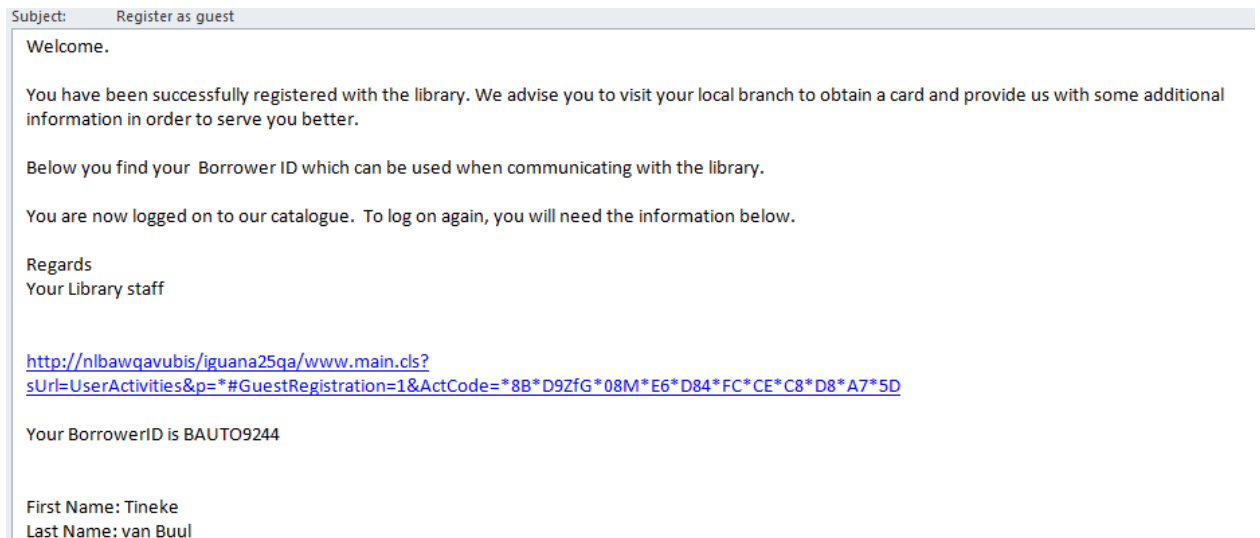 Subject: Register as guest
Welcome.
You have been successfully registered with the library. We advise you to visit your local branch to obtain a card and provide us with some additional
information in order to serve you better.
Below you find your  Borrower ID which can be used when communicating with the library.
You are now logged on to our catalogue.  To log on again, you will need the information below.
Regards
Your Library staff
http://nlbawqavubis/iguana25qa/www.main.cls?
sUrl=UserActivities&p=*#GuestRegistration=1&ActCode=*8B*D9ZfG*08M*E6*D84*FC*CE*C8*D8*A7*5D
Your BorrowerID is BAUTO9244
First Name: Tineke
Last Name: van Buul